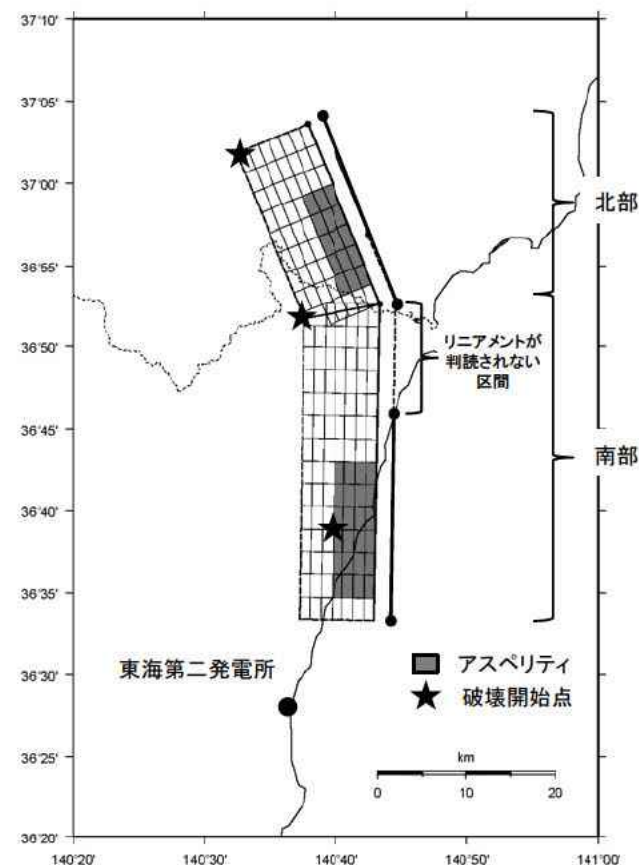 37°10'
37°05'
37°00'
36°55'
36°50'
36°45'
36°40'
36°35'
36°30'
36°25'
36°20'
140°20'
140°30'
140°40'
140°50'
141°00'
北部
リニアメントが
判読されない
区間
南部
東海第二発電所
アスペリティ
破壊開始点
km
0
10
20